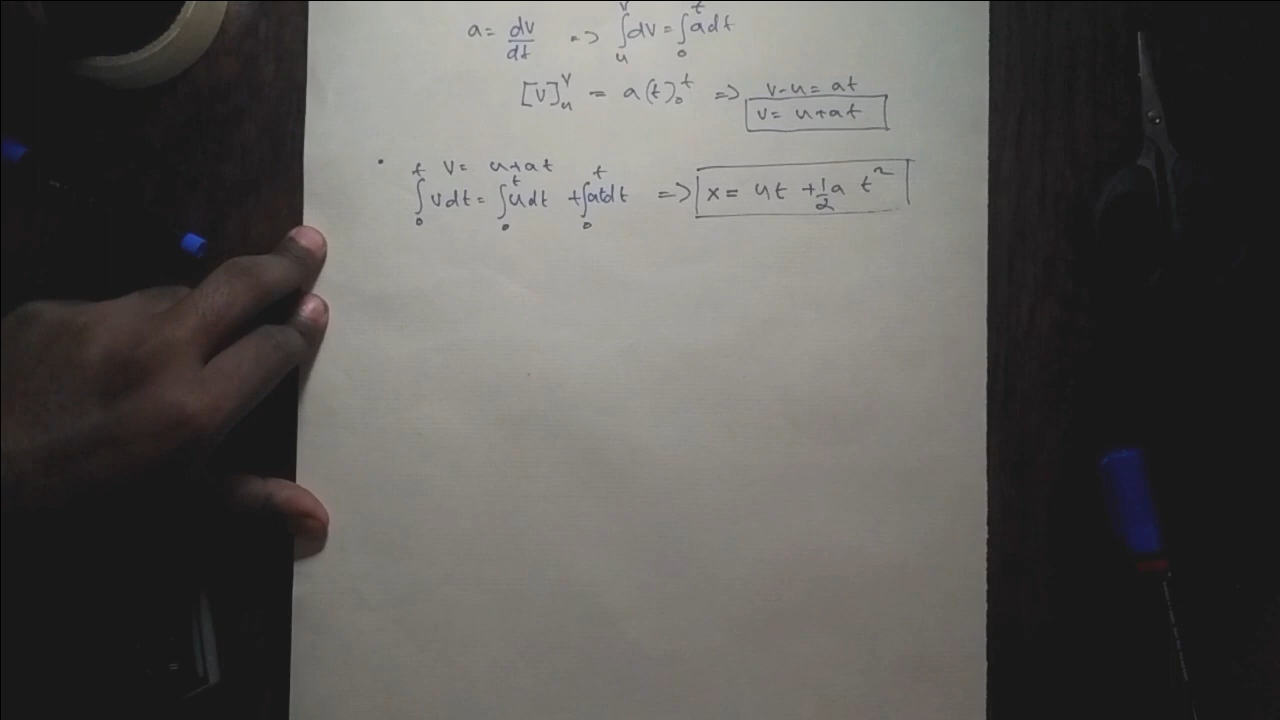 a = dv/dt => ∫_u^v dv = ∫_0^t a dt
[v]_u^v = a(t)_0^t => v-u = at
v = u+at
• v = u+at
∫_0^t v dt = ∫_0^t u dt + ∫_0^t at dt => x = ut + 1/2 a t^2